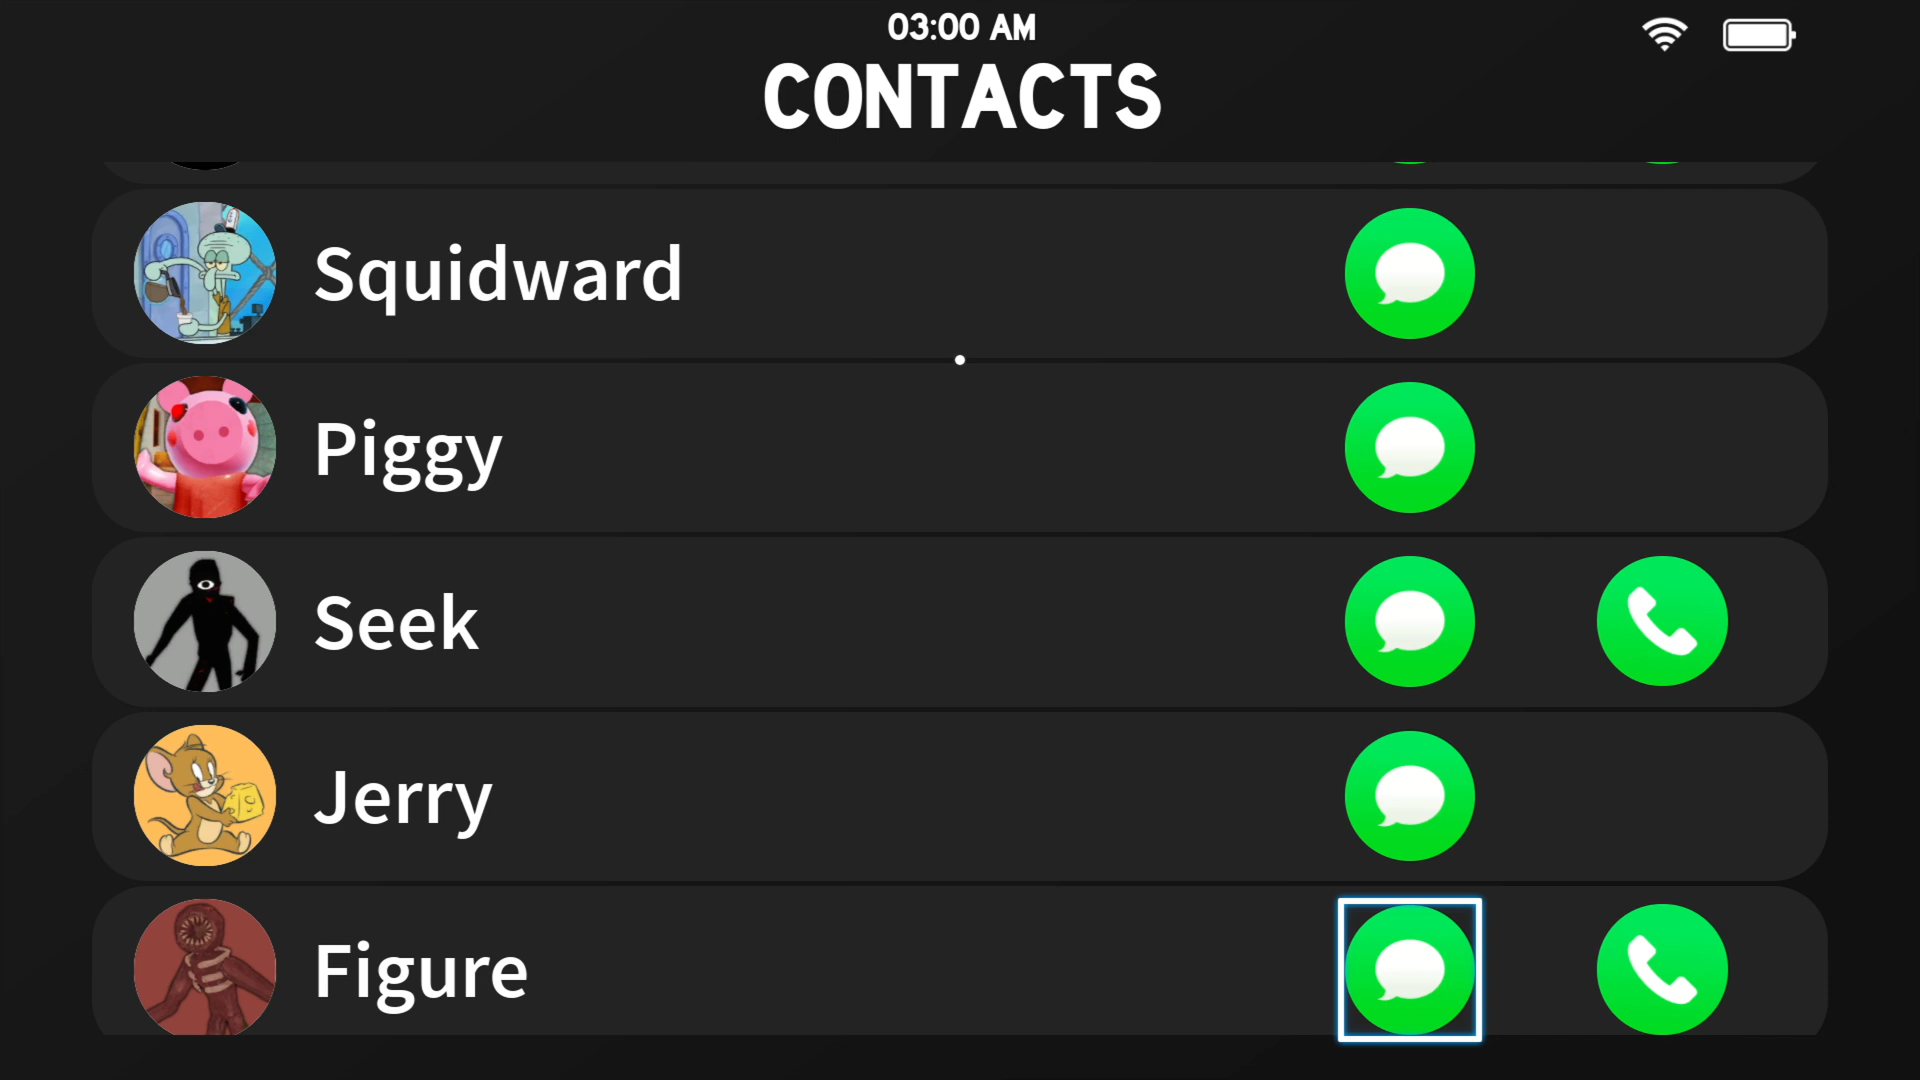 03:00 AM
CONTACTS
Squidward
Piggy
Seek
Jerry
Figure